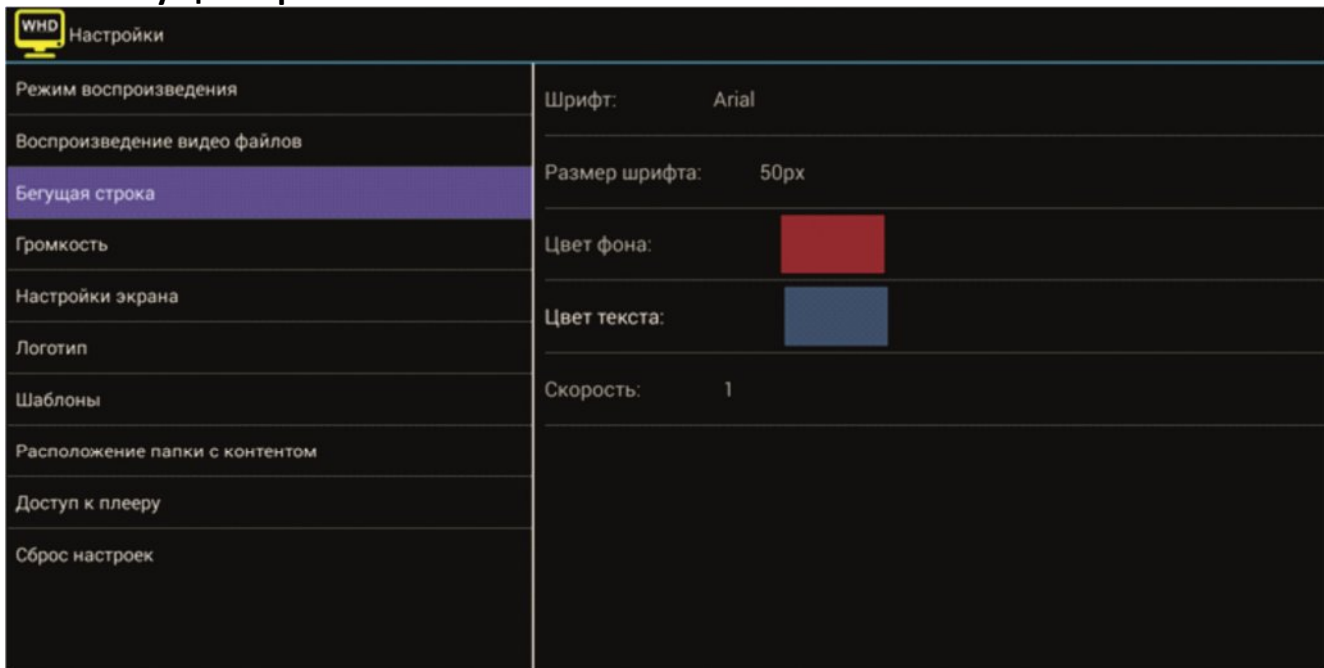 WHD
Настройки
Режим воспроизведения
Воспроизведение видео файлов
Бегущая строка
Громкость
Настройки экрана
Логотип
Шаблоны
Расположение папки с контентом
Доступ к плееру
Сброс настроек
Шрифт: Arial
Размер шрифта: 50px
Цвет фона:
Цвет текста:
Скорость: 1